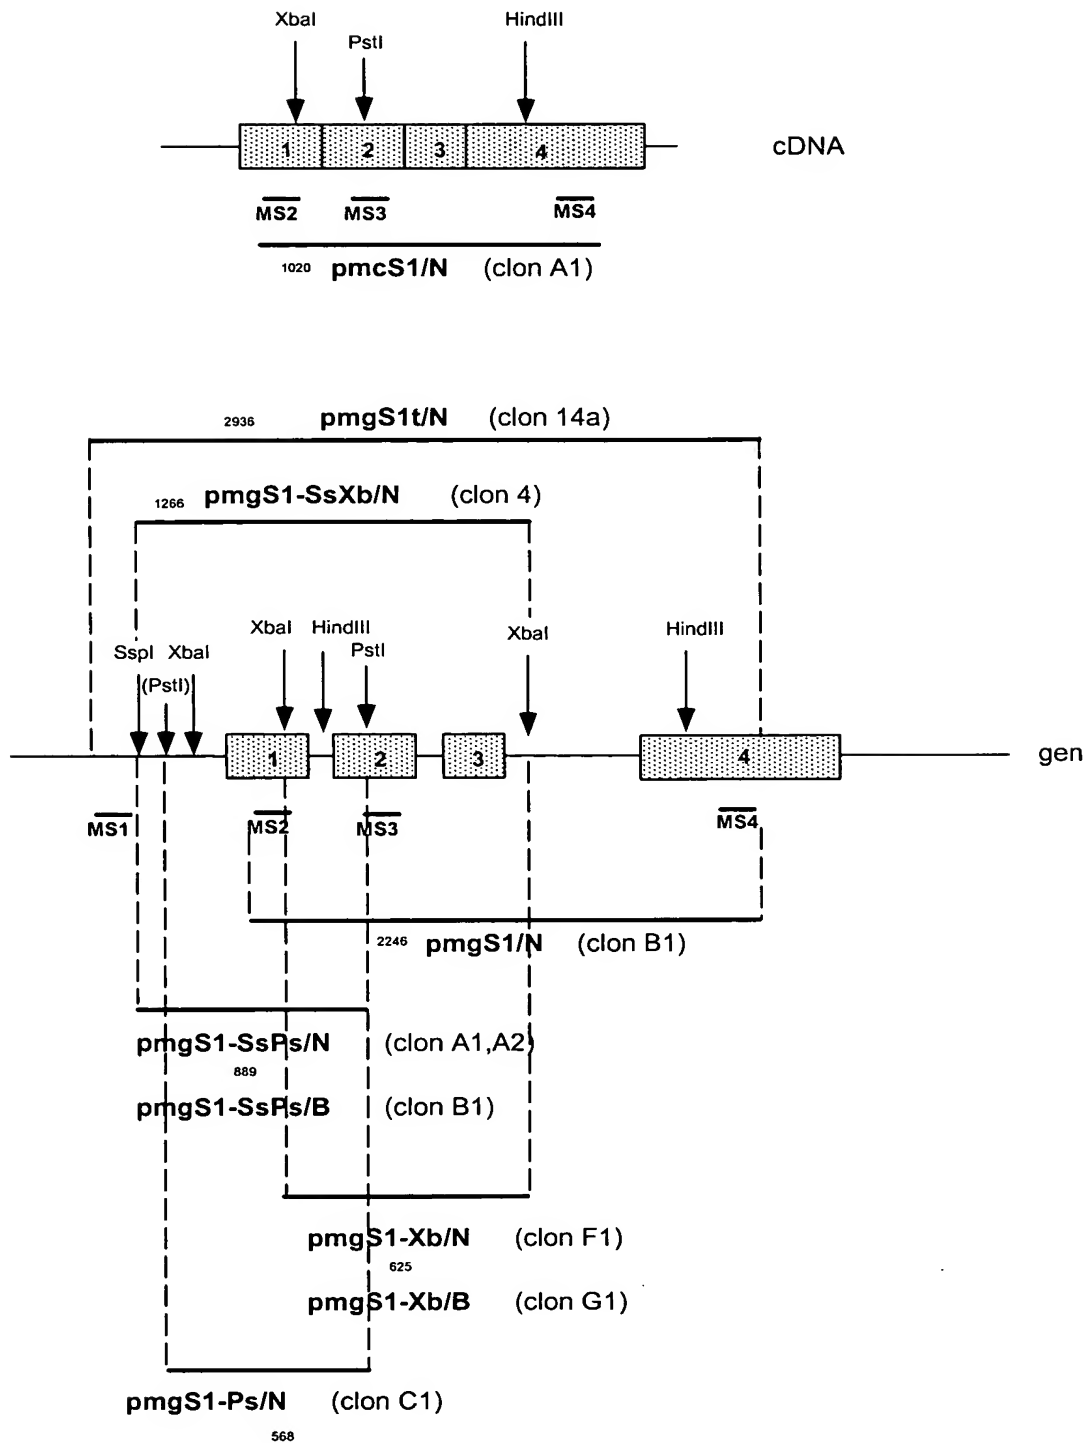 XbaI
HindIII
PstI
1 2 3 4
cDNA
MS2 MS3 MS4
1020 pmcS1/N (clon A1)
2936 pmgS1t/N (clon 14a)
1266 pmgS1-SsXb/N (clon 4)
XbaI HindIII XbaI HindIII
SspI XbaI PstI
(PstI)
1 2 3 4
gen
MS1 MS2 MS3 MS4
2246 pmgS1/N (clon B1)
pmgS1-SsPs/N (clon A1,A2)
889
pmgS1-SsPs/B (clon B1)
pmgS1-Xb/N (clon F1)
625
pmgS1-Xb/B (clon G1)
pmgS1-Ps/N (clon C1)
568